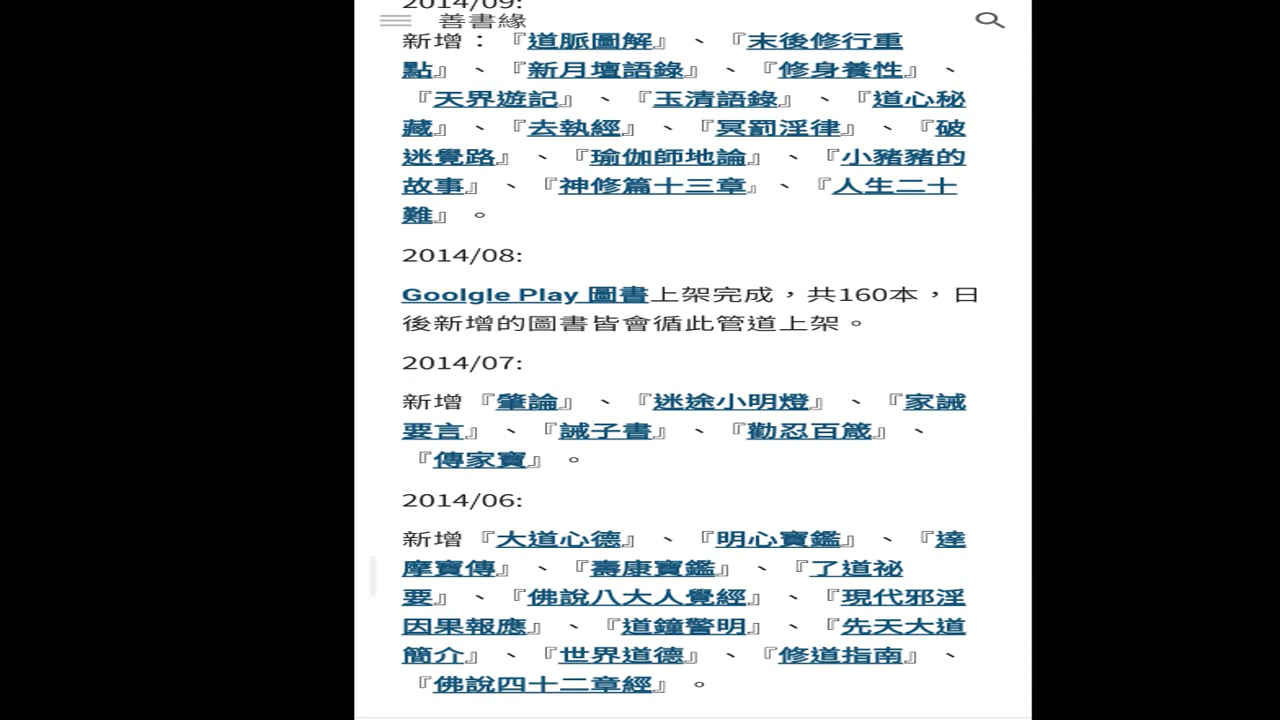 2014/09:
善書緣
新增：『道脈圖解』、『末後修行重
點』、『新月壇語錄』、『修身養性』、
『天界遊記』、『玉清語錄』、『道心秘
藏』、『去執經』、『冥罰淫律』、『破
迷覺路』、『瑜伽師地論』、『小豬豬的
故事』、『神修篇十三章』、『人生二十
難』。
2014/08:
Goolgle Play 圖書上架完成，共160本，日
後新增的圖書皆會循此管道上架。
2014/07:
新增『肇論』、『迷途小明燈』、『家誡
要言』、『誡子書』、『勸忍百箴』、
『傳家寶』。
2014/06:
新增『大道心德』、『明心寶鑑』、『達
摩寶傳』、『壽康寶鑑』、『了道祕
要』、『佛說八大人覺經』、『現代邪淫
因果報應』、『道鐘警明』、『先天大道
簡介』、『世界道德』、『修道指南』、
『佛說四十二章經』。